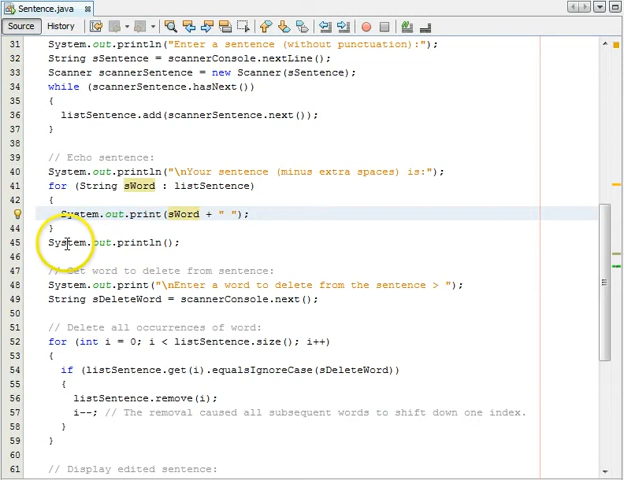 Sentence.java
Source History
31 System.out.println("Enter a sentence (without punctuation):");
32 String sSentence = scannerConsole.nextLine();
33 Scanner scannerSentence = new Scanner(sSentence);
34 while (scannerSentence.hasNext())
35 {
36 listSentence.add(scannerSentence.next());
37 }
38
39 // Echo sentence:
40 System.out.println("\nYour sentence (minus extra spaces) is:");
41 for (String sWord : listSentence)
42 {
System.out.print(sWord + " ");
44 }
45 System.out.println();
46
47 // Get word to delete from sentence:
48 System.out.print("\nEnter a word to delete from the sentence > ");
49 String sDeleteWord = scannerConsole.next();
50
51 // Delete all occurrences of word:
52 for (int i = 0; i < listSentence.size(); i++)
53 {
54 if (listSentence.get(i).equalsIgnoreCase(sDeleteWord))
55 {
56 listSentence.remove(i);
57 i--; // The removal caused all subsequent words to shift down one index.
58 }
59 }
60
61 // Display edited sentence: